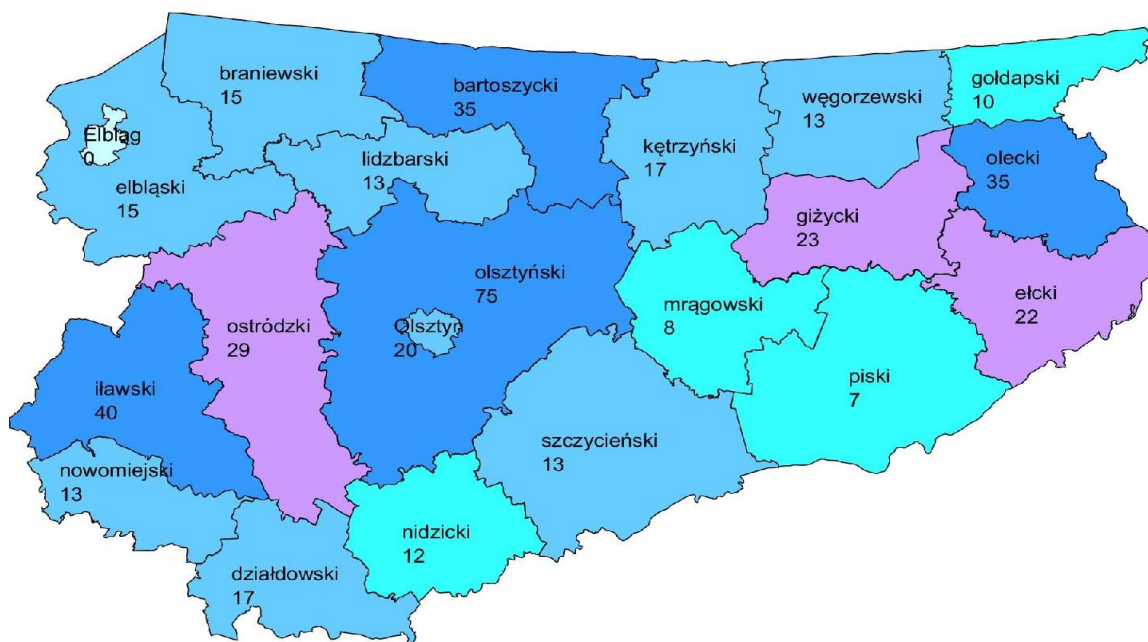 braniewski
15
bartoszycki
35
gołdapski
10
węgorzewski
13
Elbląg
0
lidzbarski
13
kętrzyński
17
olecki
35
elbląski
15
giżycki
23
olsztyński
75
mrągowski
8
ełcki
22
ostródzki
29
Olsztyn
20
iławski
40
piski
7
szczycieński
13
nowomiejski
13
nidzicki
12
działdowski
17